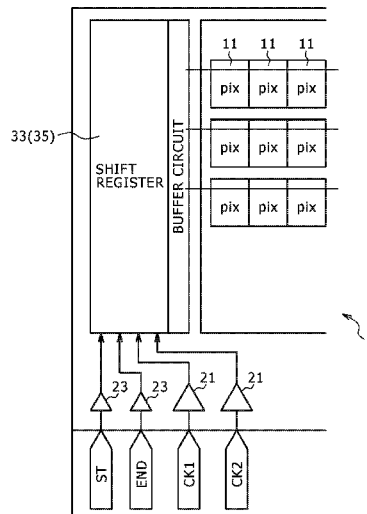 11 11 11
pix pix pix
33(35)
SHIFT
REGISTER
BUFFER CIRCUIT
pix pix pix
pix pix pix
23 23 21 21
ST END CK1 CK2